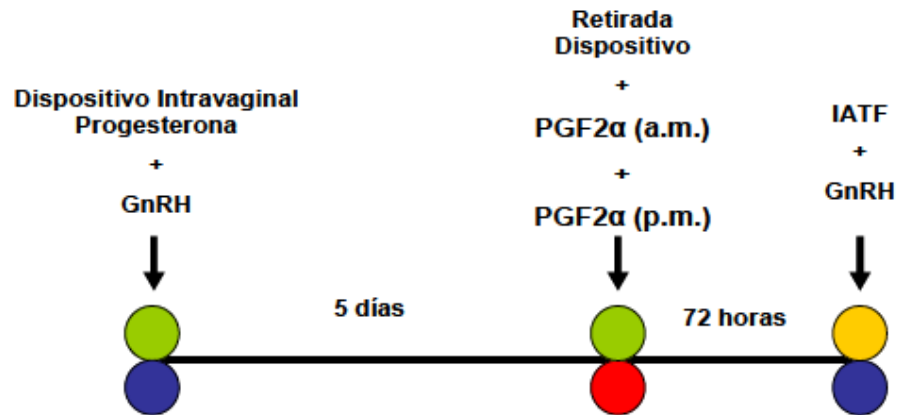 Dispositivo Intravaginal
Progesterona
+
GnRH
Retirada
Dispositivo
+
PGF2α (a.m.)
+
PGF2α (p.m.)
IATF
+
GnRH
5 días
72 horas